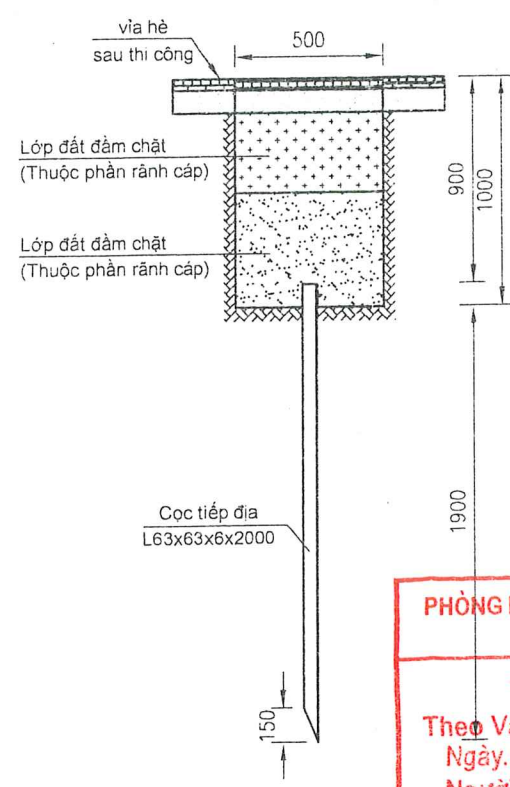 vỉa hè
sau thi công
500
Lớp đất đầm chặt
(Thuộc phần rãnh cáp)
900
1000
Lớp đất đầm chặt
(Thuộc phần rãnh cáp)
Cọc tiếp địa
L63x63x6x2000
1900
150
PHÒNG
Theo
Ngày.